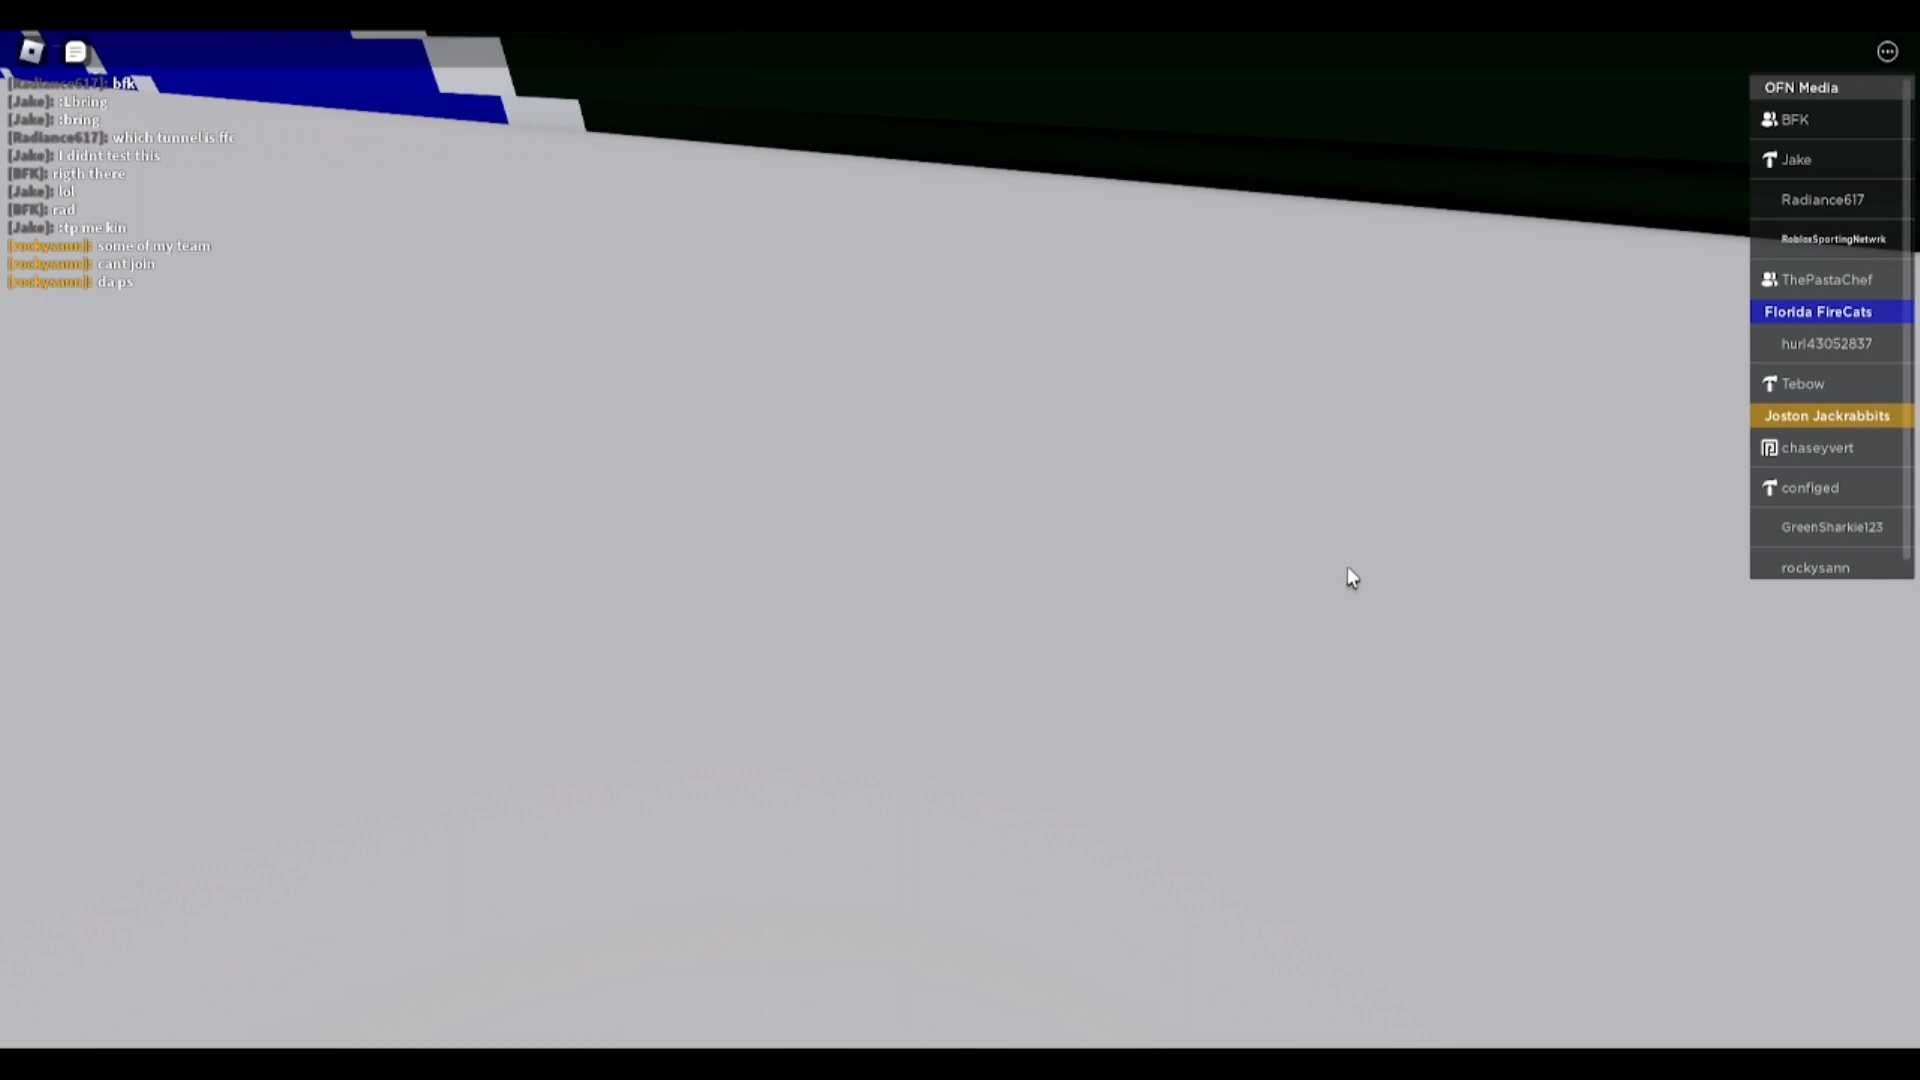 [Radiance617]: bfk
[Jake]: :Lbring
[Jake]: :bring
[Radiance617]: which tunnel is ffc
[Jake]: I didnt test this
[BFK]: rigth there
[Jake]: lol
[BFK]: rad
[Jake]: :tp me kin
[rockysann]: some of my team
[rockysann]: cant join
[rockysann]: da ps
OFN Media
BFK
Jake
Radiance617
RobloxSportingNetwrk
ThePastaChef
Florida FireCats
hurl43052837
Tebow
Joston Jackrabbits
chaseyvert
configed
GreenSharkie123
rockysann